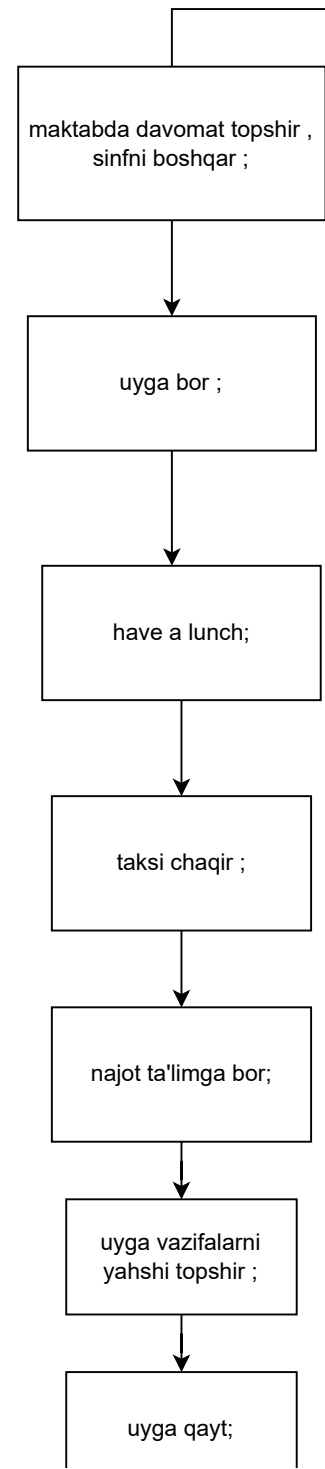 maktabda davomat topshir ,
sinfni boshqar ;
uyga bor ;
have a lunch;
taksi chaqir ;
najot ta'limga bor;
uyga vazifalarni
yahshi topshir ;
uyga qayt;